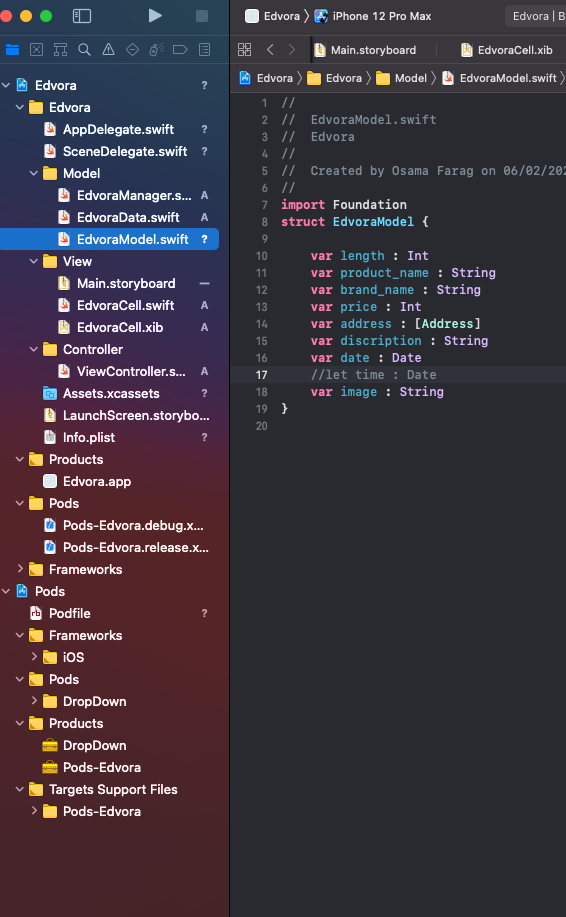 Edvora iPhone 12 Pro Max Edvora | B
Main.storyboard EdvoraCell.xib
Edvora Edvora Model EdvoraModel.swift
Edvora ?
Edvora
AppDelegate.swift ?
SceneDelegate.swift ?
Model
EdvoraManager.s... A
EdvoraData.swift A
EdvoraModel.swift ?
View
Main.storyboard —
EdvoraCell.swift A
EdvoraCell.xib A
Controller
ViewController.s... A
Assets.xcassets ?
LaunchScreen.storybo...
Info.plist ?
Products
Edvora.app
Pods
Pods-Edvora.debug.x...
Pods-Edvora.release.x...
Frameworks
Pods
rb Podfile ?
Frameworks
iOS
Pods
DropDown
Products
DropDown
Pods-Edvora
Targets Support Files
Pods-Edvora
1 //
2 // EdvoraModel.swift
3 // Edvora
4 //
5 // Created by Osama Farag on 06/02/202
6 //
7 import Foundation
8 struct EdvoraModel {
9
10 var length : Int
11 var product_name : String
12 var brand_name : String
13 var price : Int
14 var address : [Address]
15 var discription : String
16 var date : Date
17 //let time : Date
18 var image : String
19 }
20